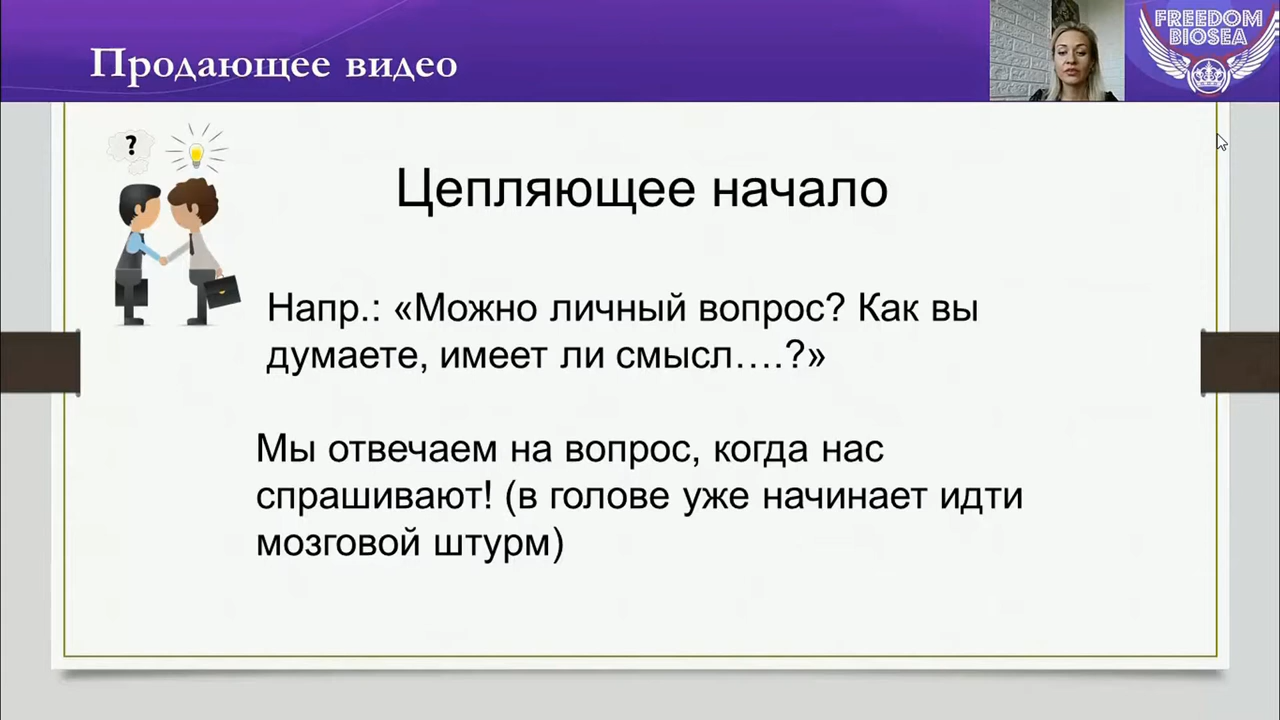 Продающее видео
FREEDOM
BIOSEA
?
Цепляющее начало
Напр.: «Можно личный вопрос? Как вы
думаете, имеет ли смысл….?»
Мы отвечаем на вопрос, когда нас
спрашивают! (в голове уже начинает идти
мозговой штурм)